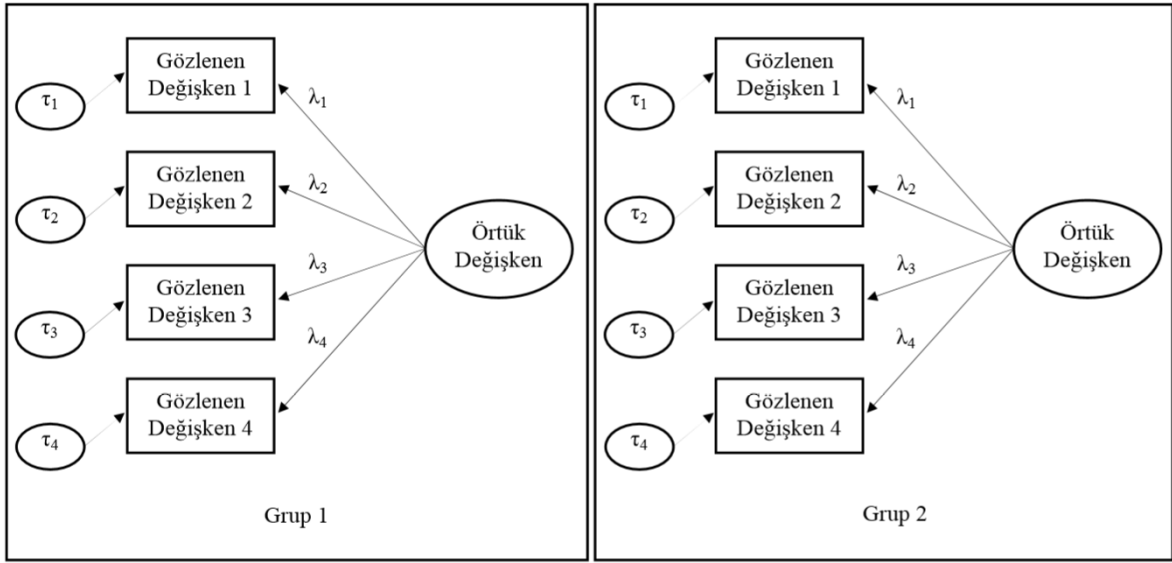 τ1
Gözlenen
Değişken 1
λ1
τ2
Gözlenen
Değişken 2
λ2
τ3
Gözlenen
Değişken 3
λ3
τ4
Gözlenen
Değişken 4
λ4
Örtük
Değişken
Grup 1
τ1
Gözlenen
Değişken 1
λ1
τ2
Gözlenen
Değişken 2
λ2
τ3
Gözlenen
Değişken 3
λ3
τ4
Gözlenen
Değişken 4
λ4
Örtük
Değişken
Grup 2